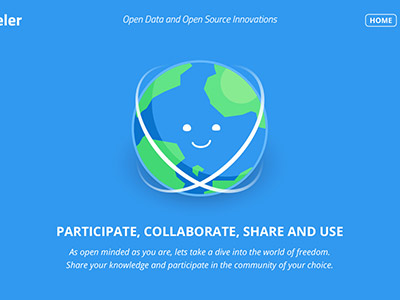 eler
Open Data and Open Source Innovations
HOME
PARTICIPATE, COLLABORATE, SHARE AND USE
As open minded as you are, lets take a dive into the world of freedom.
Share your knowledge and participate in the community of your choice.